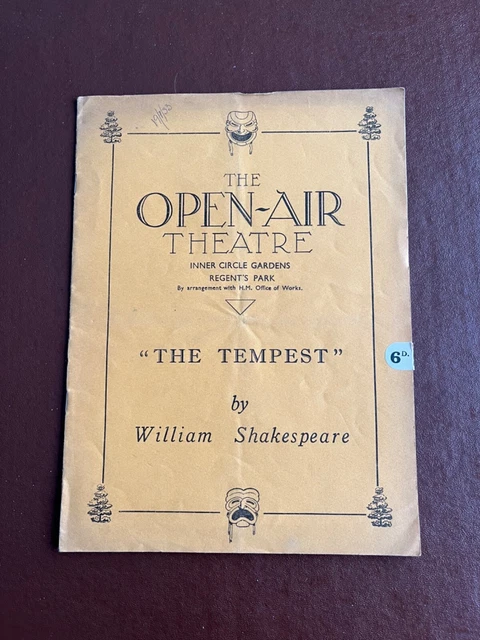 THE
OPEN-AIR
THEATRE
INNER CIRCLE GARDENS
REGENT'S PARK
By arrangement with H.M. Office of Works.
"THE TEMPEST"
6D.
by
William Shakespeare